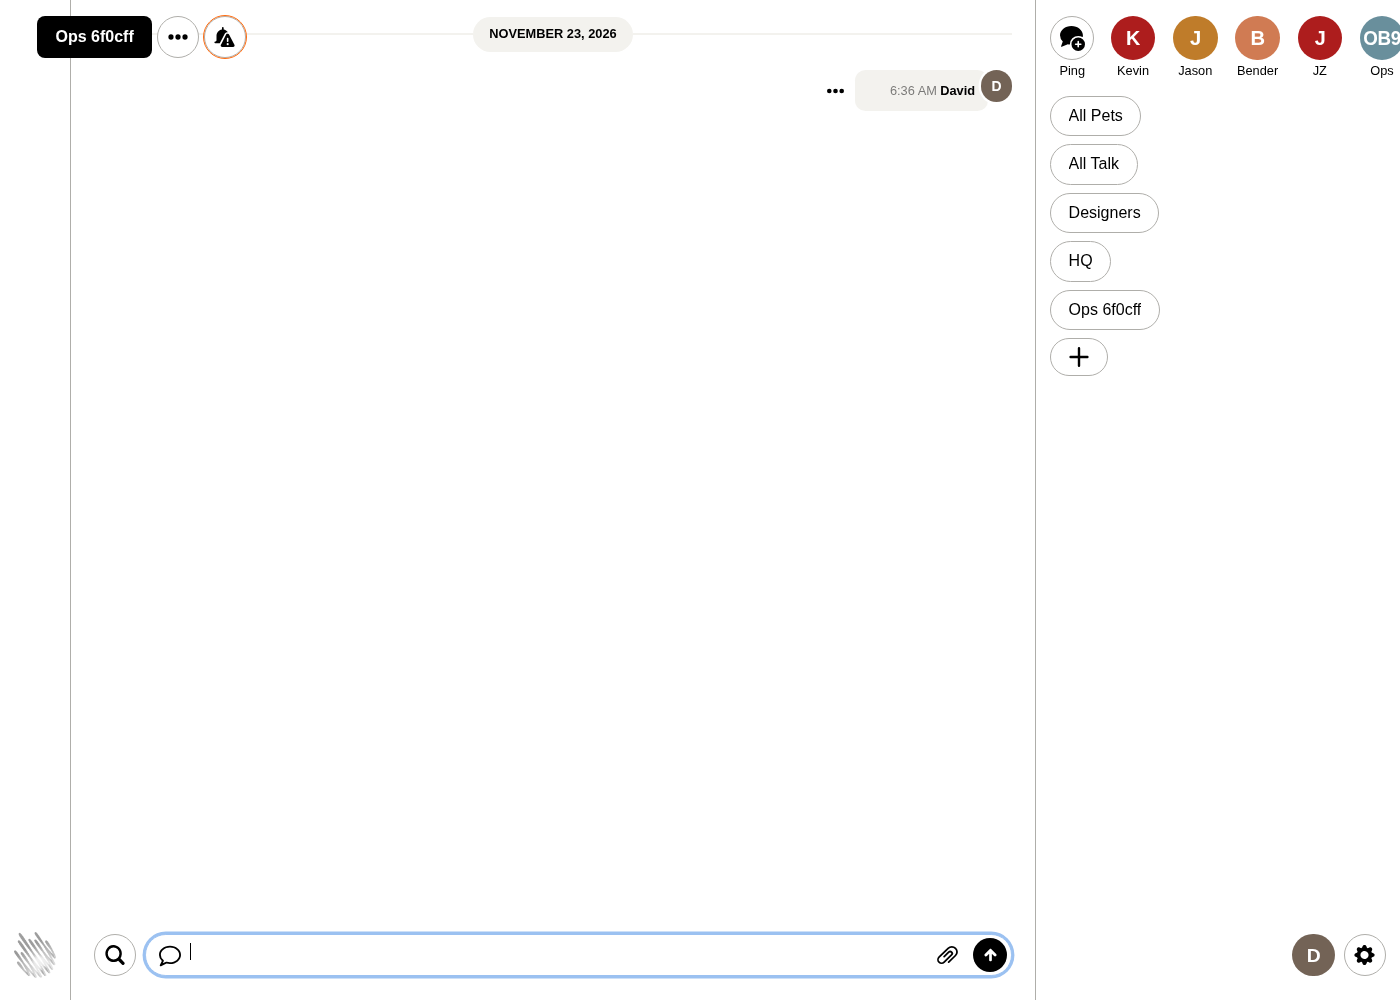 Ops 6f0cff
NOVEMBER 23, 2026
6:36 AM David
D
K
J
B
J
OB9
Ping
Kevin
Jason
Bender
JZ
Ops
All Pets
All Talk
Designers
HQ
Ops 6f0cff
D